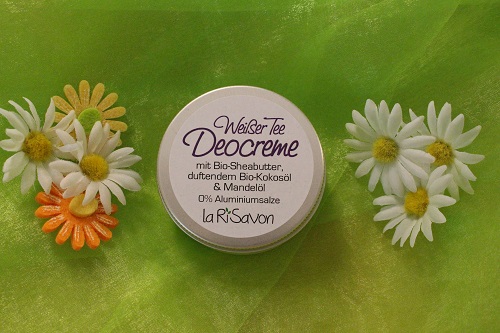 Weißer Tee
Deocreme
mit Bio-Sheabutter,
duftendem Bio-Kokosöl
& Mandelöl
0% Aluminiumsalze
la RiSavon